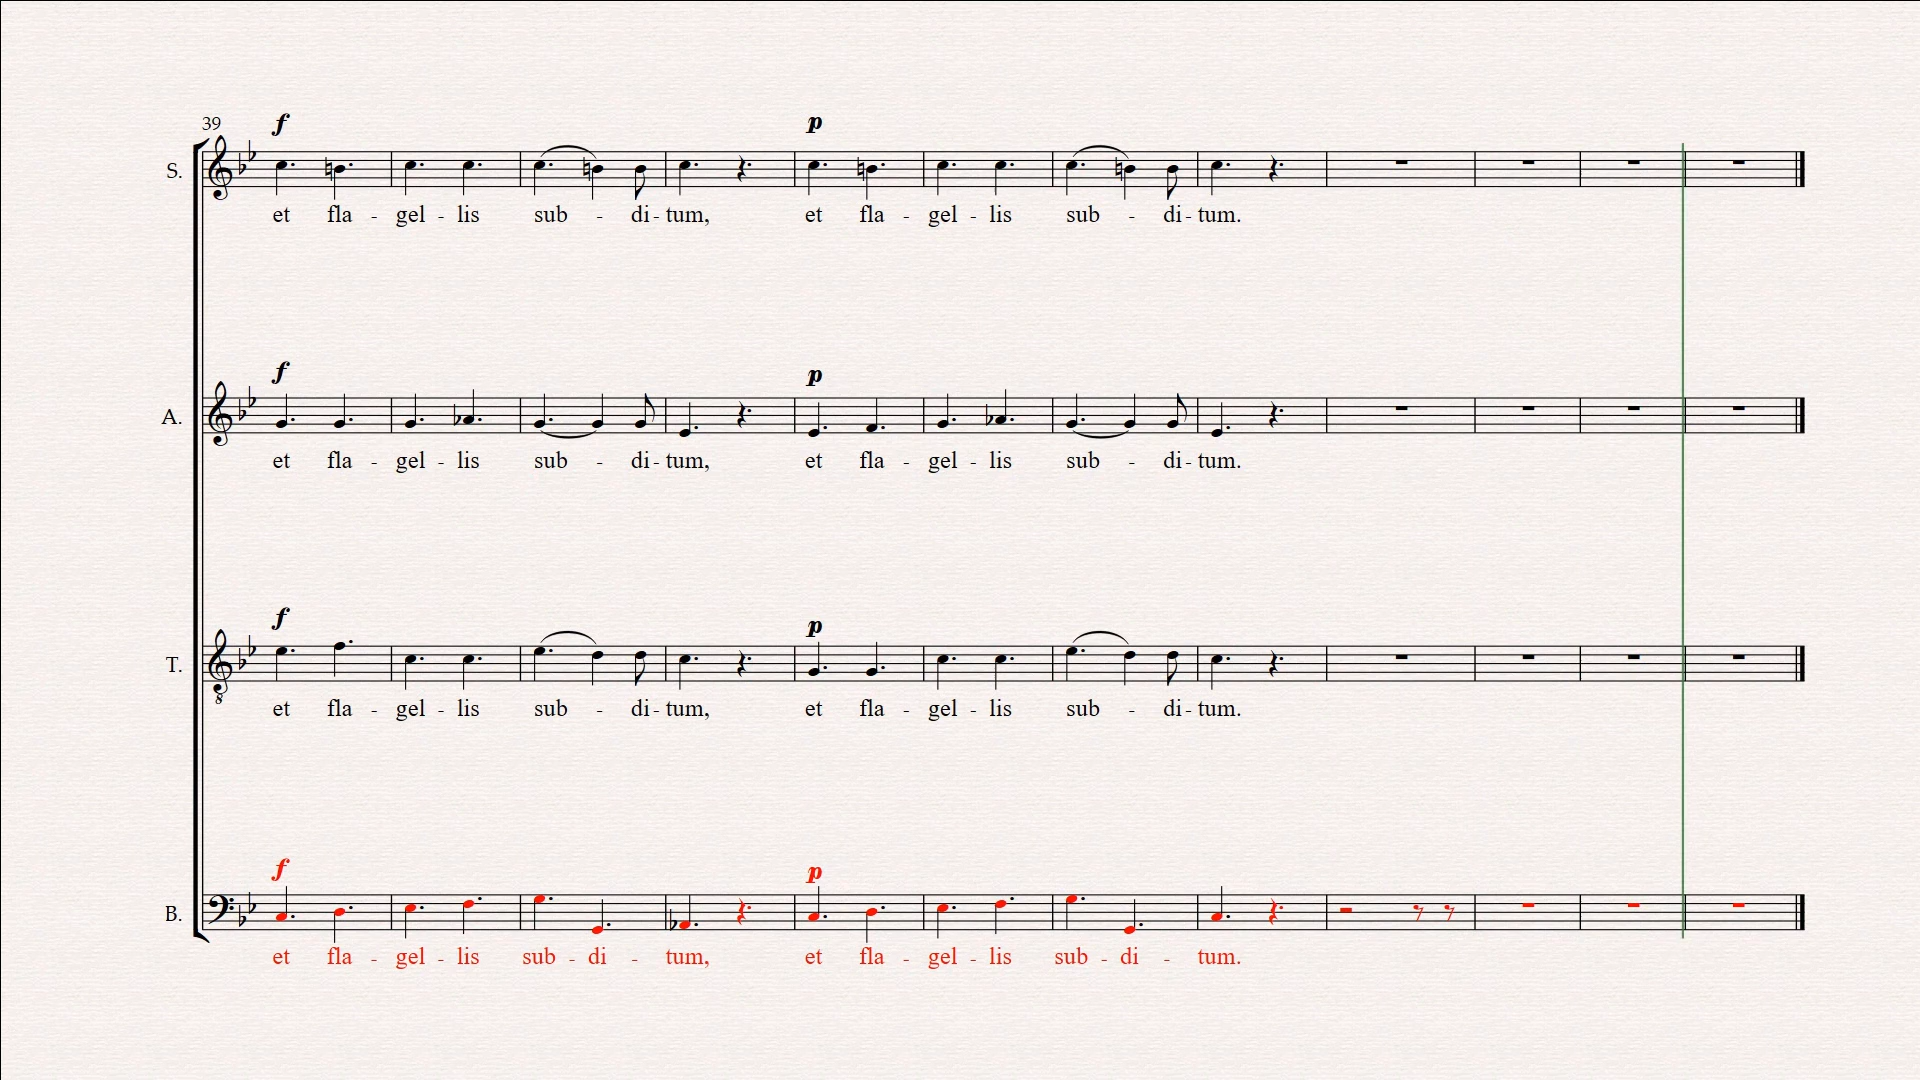 39
f p
S.
et fla - gel - lis sub - di - tum, et fla - gel - lis sub - di - tum.
f p
A.
et fla - gel - lis sub - di - tum, et fla - gel - lis sub - di - tum.
f p
T.
8
et fla - gel - lis sub - di - tum, et fla - gel - lis sub - di - tum.
f p
B.
et fla - gel - lis sub - di - tum, et fla - gel - lis sub - di - tum.